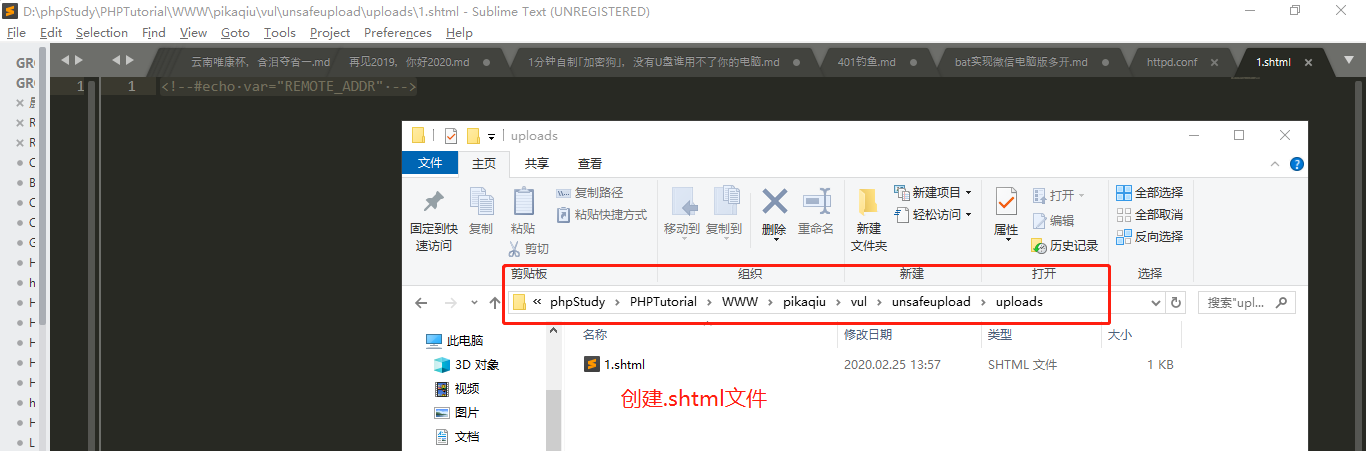 D:\phpStudy\PHPTutorial\WWW\pikaqiu\vul\unsafeupload\uploads\1.shtml - Sublime Text (UNREGISTERED)
File Edit Selection Find View Goto Tools Project Preferences Help
GR
GR
云南唯康杯，含泪夺省一.md
再见2019，你好2020.md
1分钟自制「加密狗」，没有U盘谁用不了你的电脑.md
401钓鱼.md
bat实现微信电脑版多开.md
httpd.conf
1.shtml
1 1 <!--#echo·var="REMOTE_ADDR"·-->
R
R
C
B
C
C
G
H
h
H
H
H
H
H
h
H
L
uploads
文件 主页 共享 查看
固定到快速访问
复制
粘贴
复制路径
粘贴快捷方式
剪切
剪贴板
移动到
复制到
删除
重命名
组织
新建
文件夹
新建项目
轻松访问
新建
属性
打开
编辑
历史记录
打开
全部选择
全部取消
反向选择
选择
« phpStudy › PHPTutorial › WWW › pikaqiu › vul › unsafeupload › uploads
搜索"upl...
名称 修改日期 类型 大小
1.shtml 2020.02.25 13:57 SHTML 文件 1 KB
此电脑
3D 对象
视频
图片
文档
创建.shtml文件